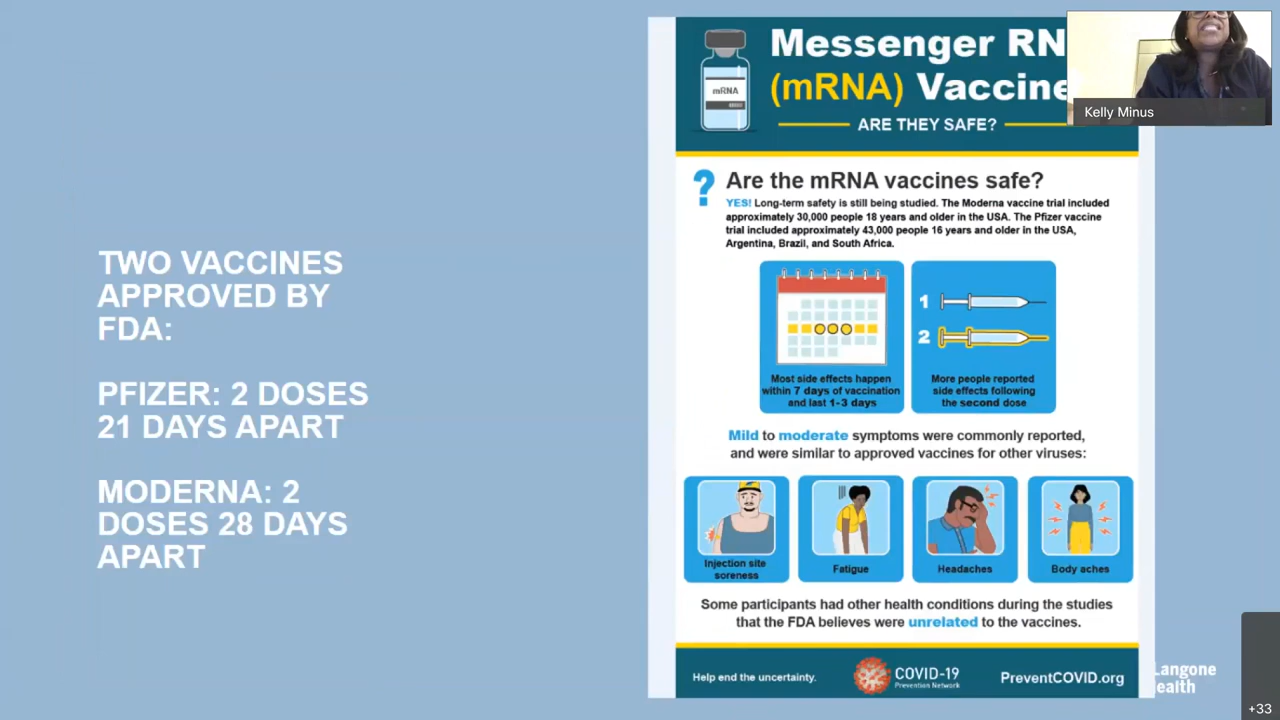 TWO VACCINES
APPROVED BY
FDA:
PFIZER: 2 DOSES
21 DAYS APART
MODERNA: 2
DOSES 28 DAYS
APART
mRNA
Messenger RN
(mRNA) Vaccine
ARE THEY SAFE?
Kelly Minus
? Are the mRNA vaccines safe?
YES! Long-term safety is still being studied. The Moderna vaccine trial included
approximately 30,000 people 18 years and older in the USA. The Pfizer vaccine
trial included approximately 43,000 people 16 years and older in the USA,
Argentina, Brazil, and South Africa.
Most side effects happen
within 7 days of vaccination
and last 1-3 days
1
2
More people reported
side effects following
the second dose
Mild to moderate symptoms were commonly reported,
and were similar to approved vaccines for other viruses:
Injection site
soreness
Fatigue
Headaches
Body aches
Some participants had other health conditions during the studies
that the FDA believes were unrelated to the vaccines.
Help end the uncertainty.
COVID-19
Prevention Network
PreventCOVID.org
Langone
Health
+33